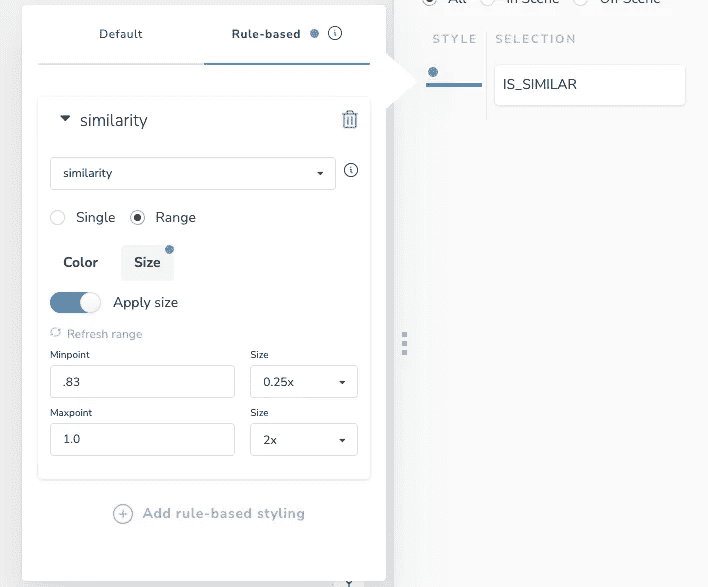 Default
Rule-based
similarity
similarity
Single
Range
Color
Size
Apply size
Refresh range
Minpoint
Size
.83
0.25x
Maxpoint
Size
1.0
2x
Add rule-based styling
All
In Scene
Off Scene
STYLE
SELECTION
IS_SIMILAR